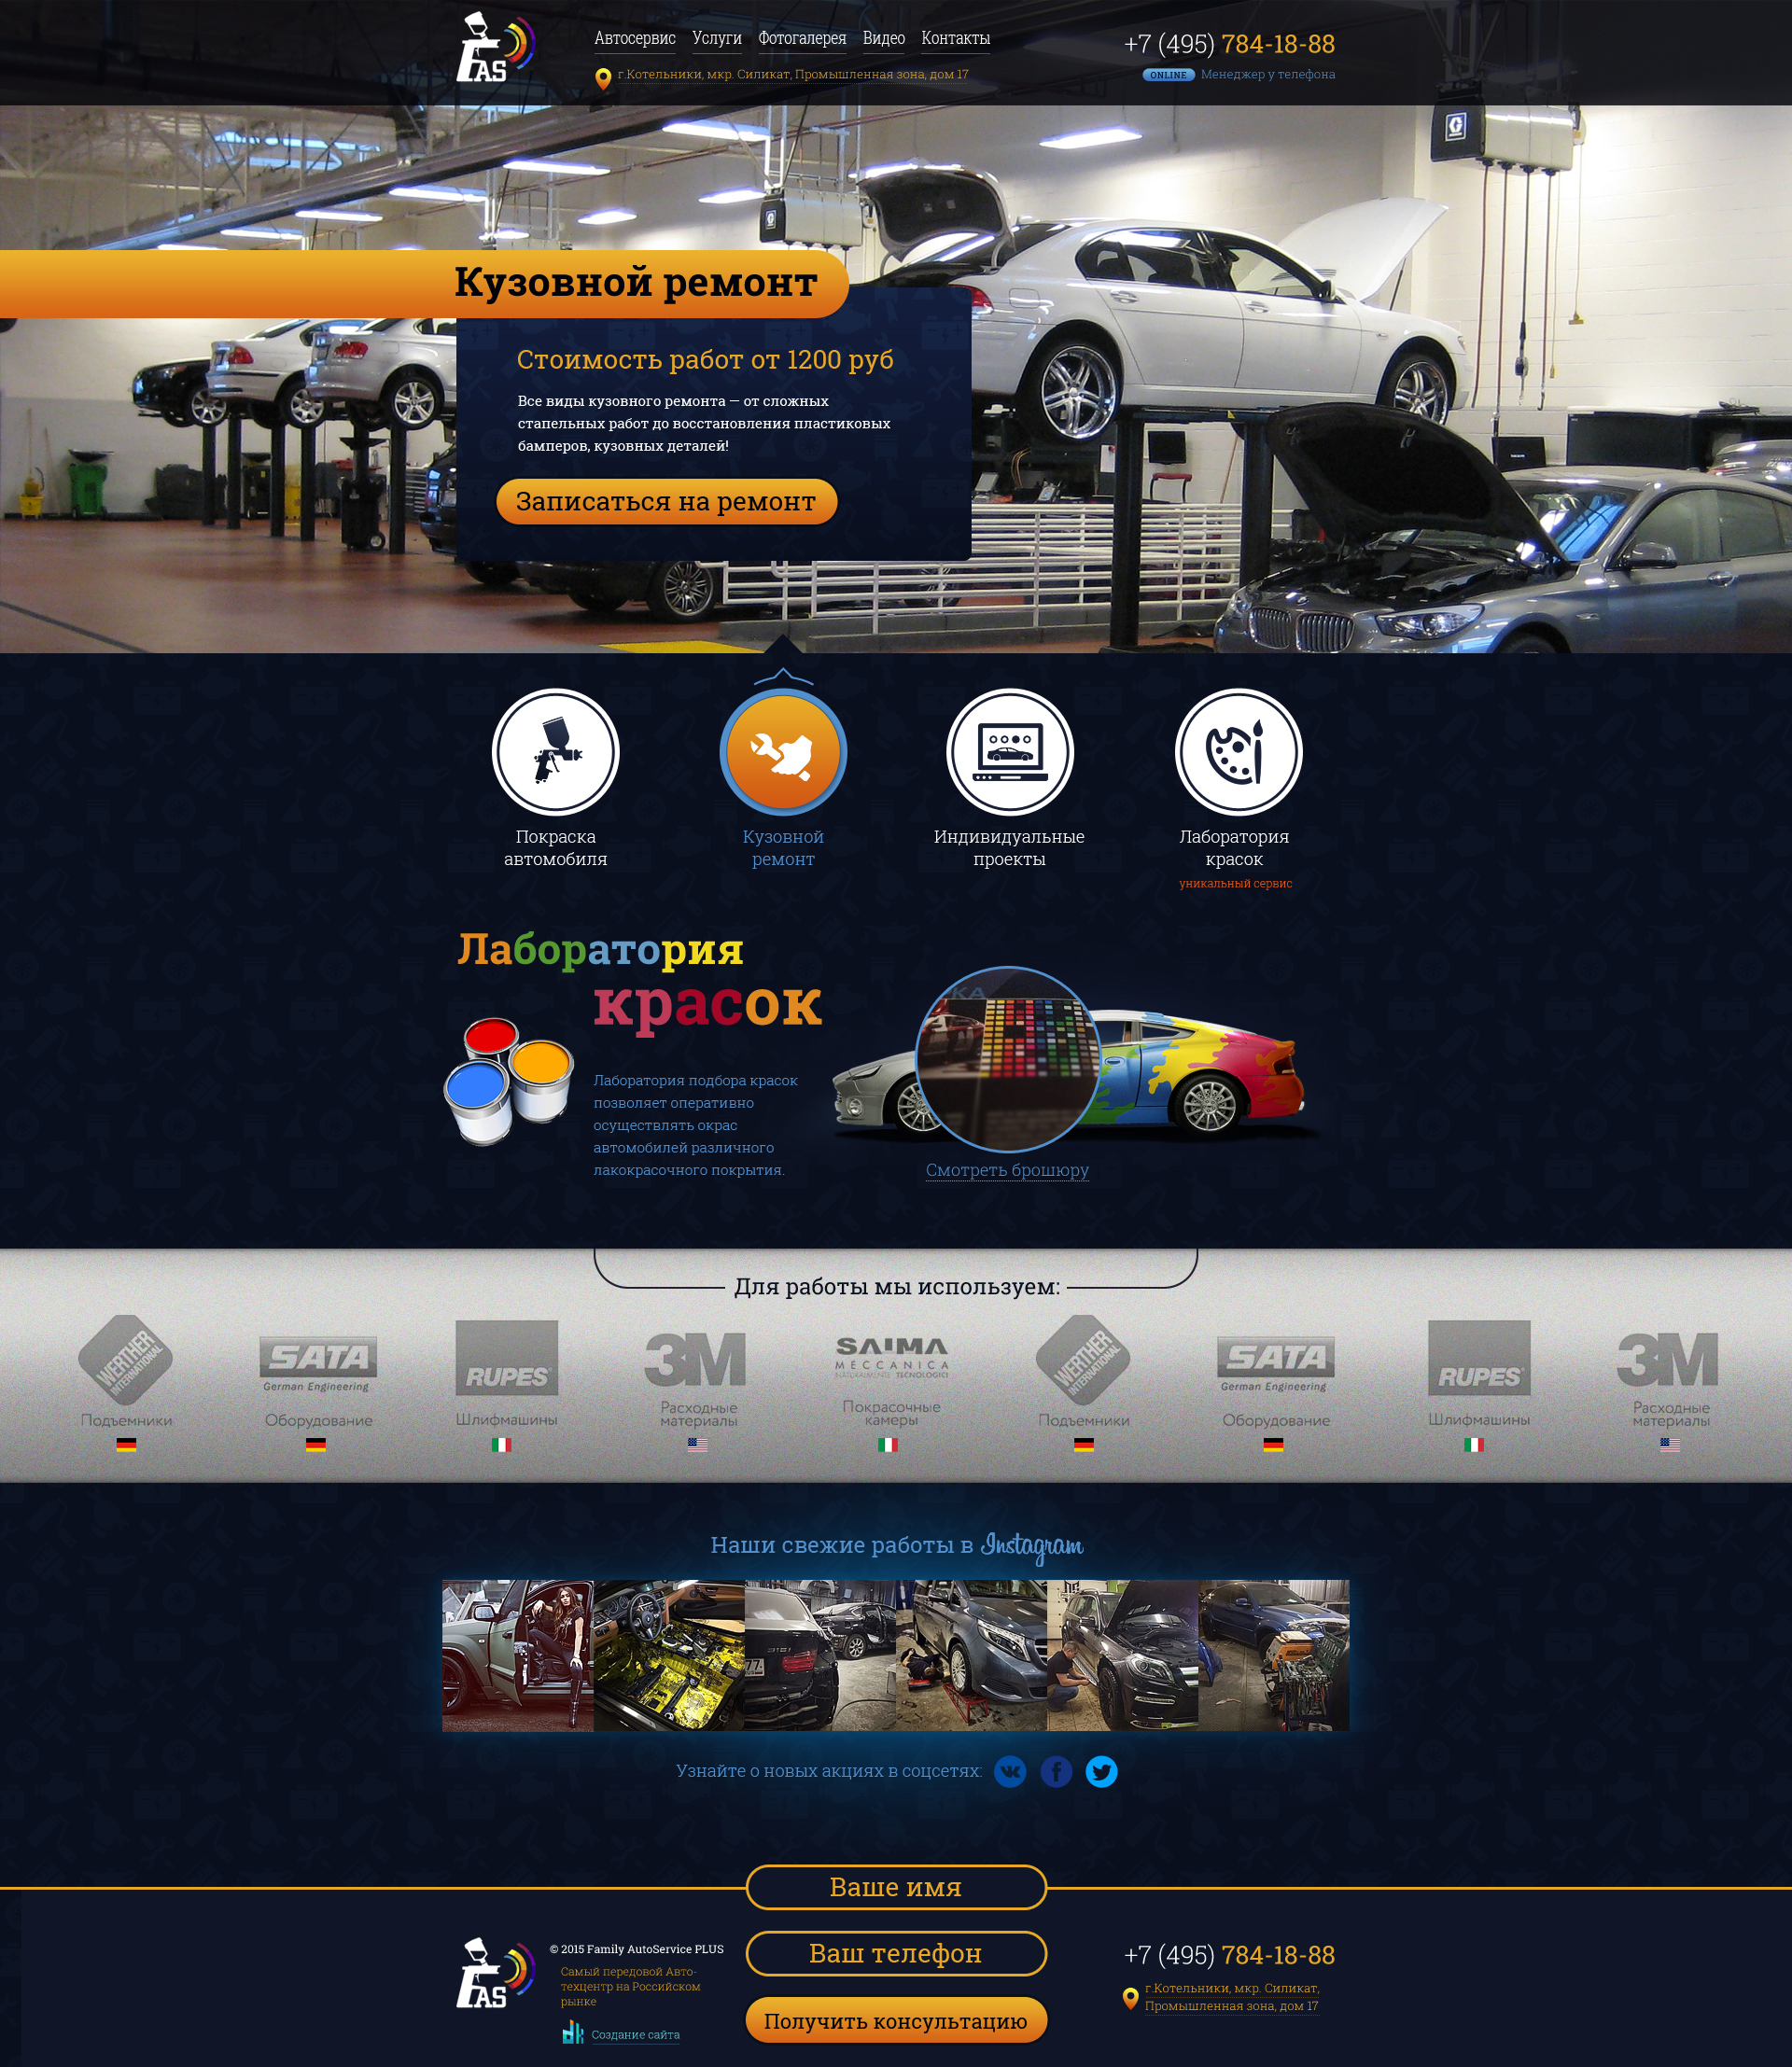 FAS
Автосервис Услуги Фотогалерея Видео Контакты
г.Котельники, мкр. Силикат, Промышленная зона, дом 17
+7 (495) 784-18-88
ONLINE Менеджер у телефона
Кузовной ремонт
Стоимость работ от 1200 руб
Все виды кузовного ремонта — от сложных
стапельных работ до восстановления пластиковых
бамперов, кузовных деталей!
Записаться на ремонт
Покраска
автомобиля
Кузовной
ремонт
Индивидуальные
проекты
Лаборатория
красок
уникальный сервис
Лаборатория
красок
Лаборатория подбора красок
позволяет оперативно
осуществлять окрас
автомобилей различного
лакокрасочного покрытия.
Смотреть брошюру
Для работы мы используем:
WERTHER
INTERNATIONAL
Подъемники
SATA
German Engineering
Оборудование
RUPES
Шлифмашины
3M
Расходные
материалы
SAIMA
MECCANICA
NATURALMENTE TECNOLOGICI
Покрасочные
камеры
WERTHER
INTERNATIONAL
Подъемники
SATA
German Engineering
Оборудование
RUPES
Шлифмашины
3M
Расходные
материалы
Наши свежие работы в Instagram
Узнайте о новых акциях в соцсетях:
Ваше имя
Ваш телефон
Получить консультацию
FAS
© 2015 Family AutoService PLUS
Самый передовой Авто-
техцентр на Российском
рынке
Создание сайта
+7 (495) 784-18-88
г.Котельники, мкр. Силикат,
Промышленная зона, дом 17